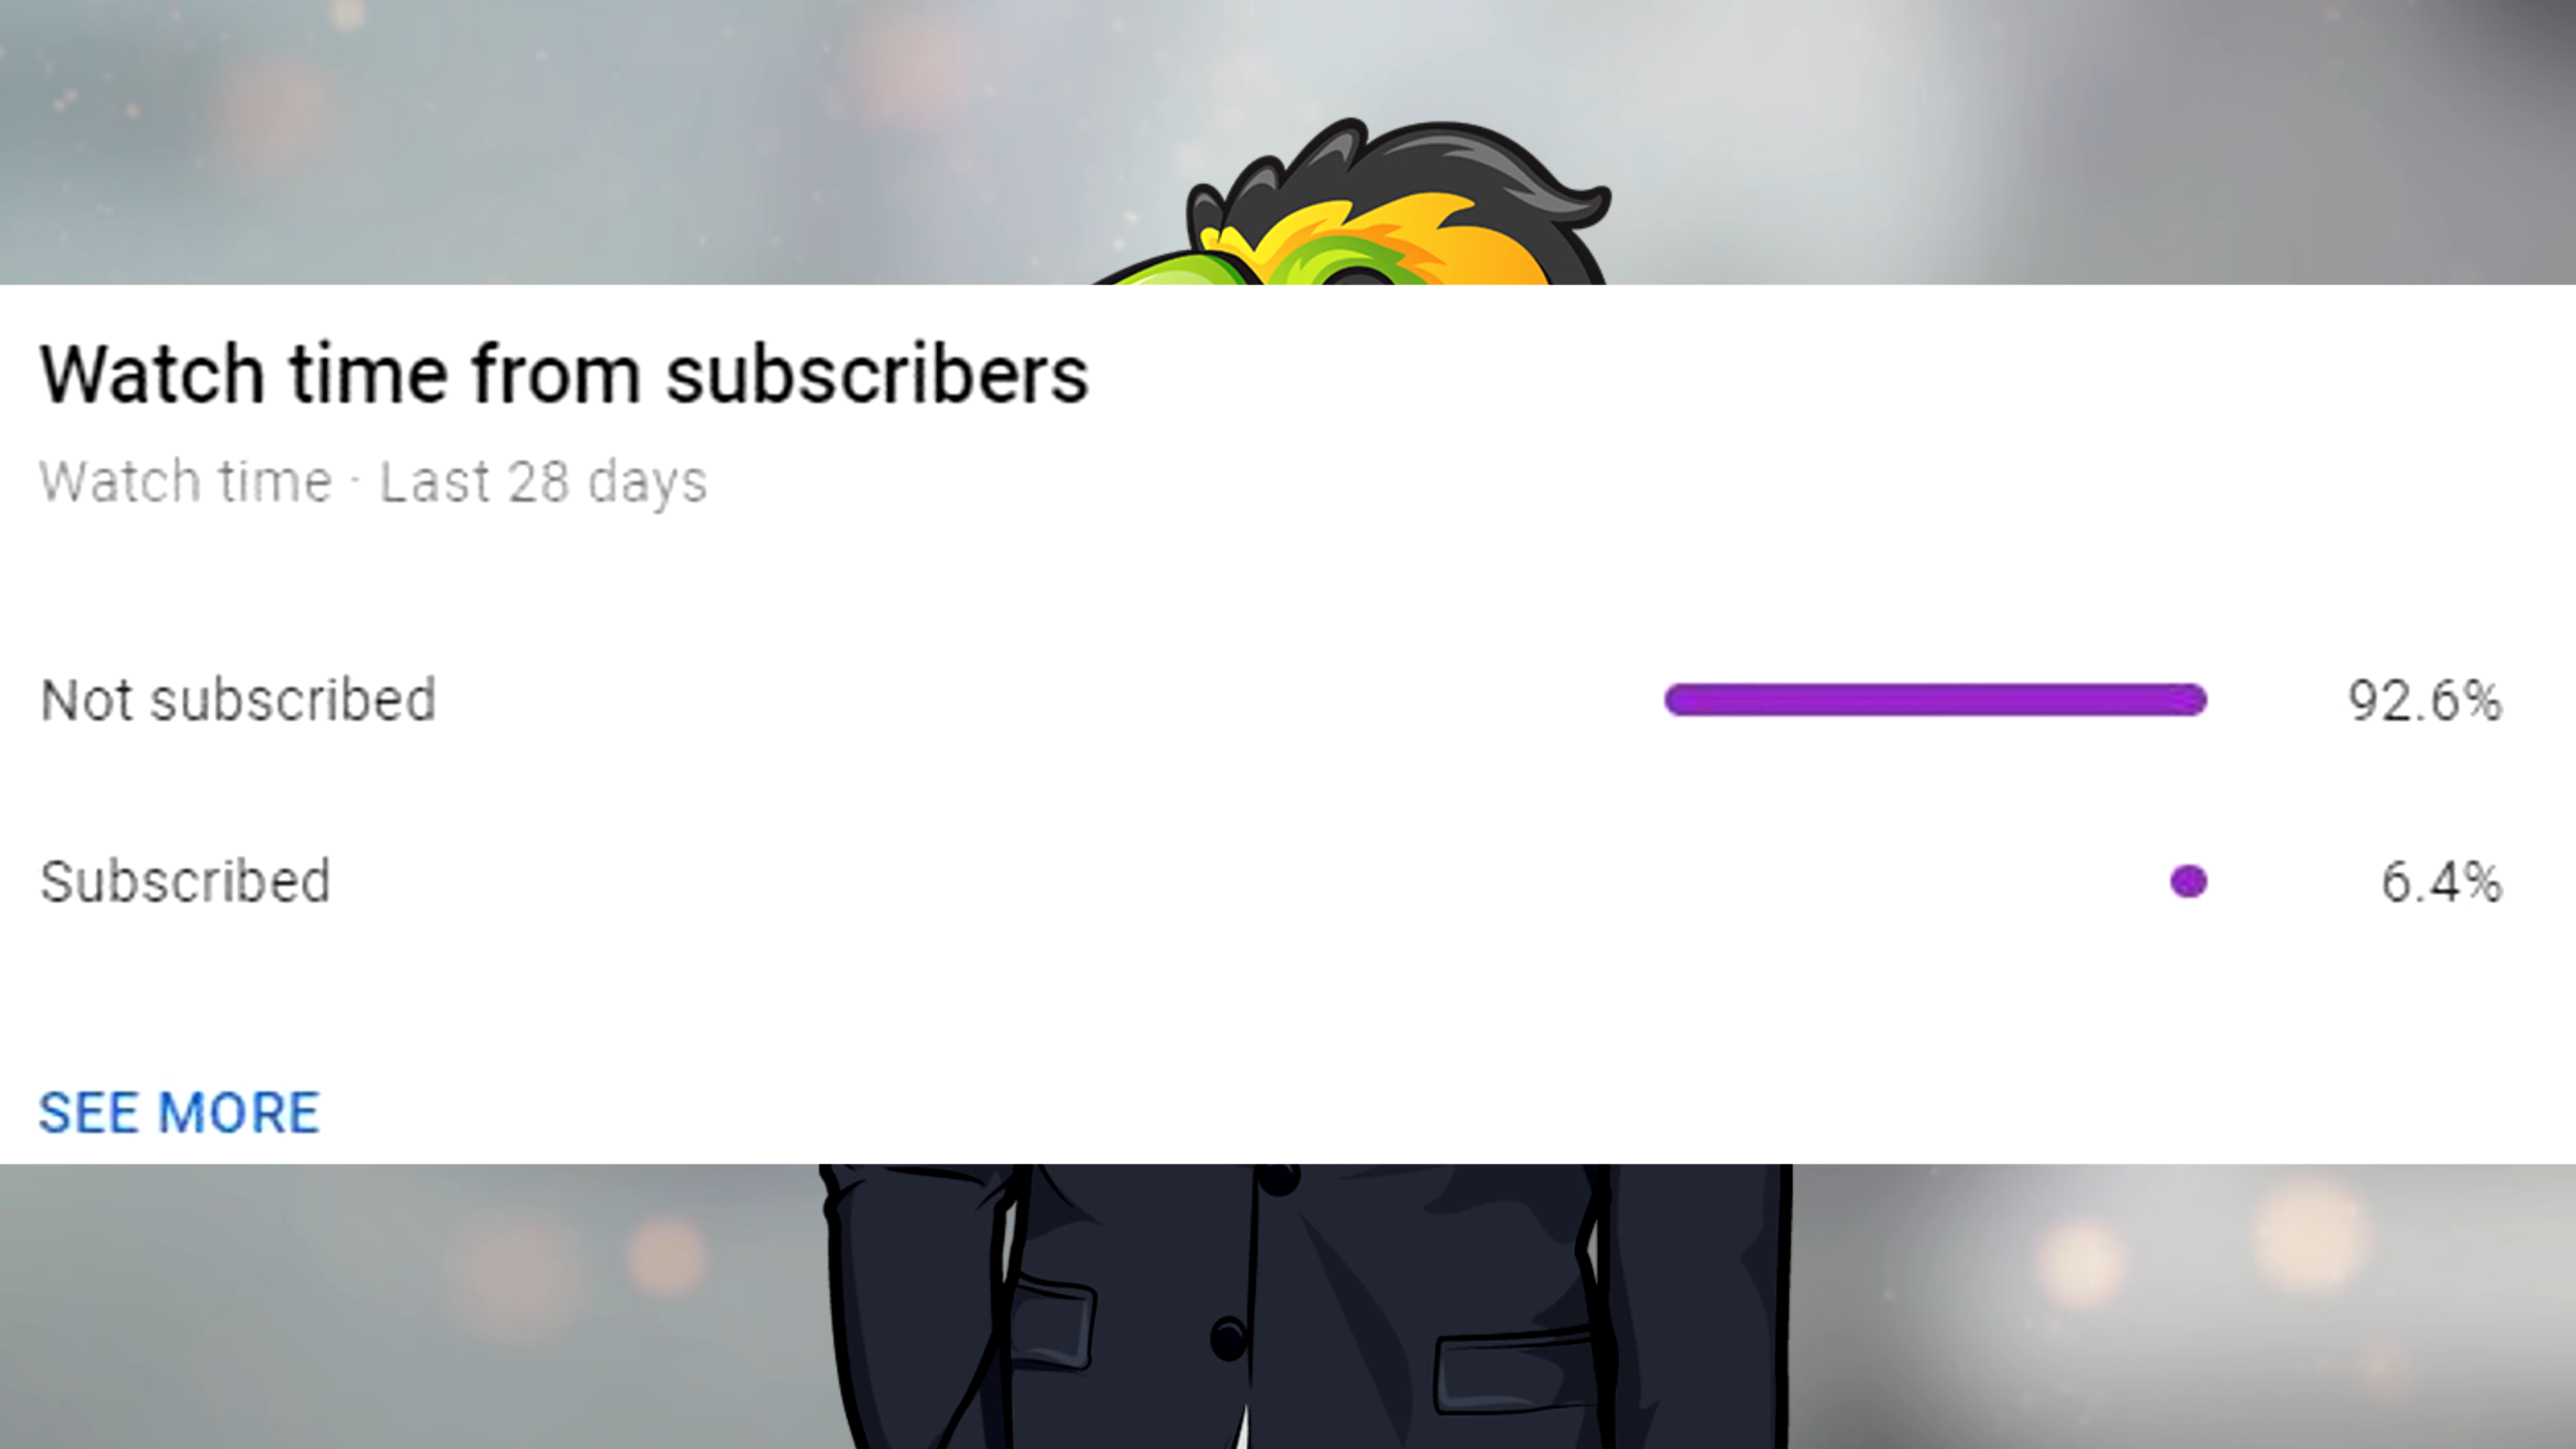 Watch time from subscribers
Watch time · Last 28 days
Not subscribed 92.6%
Subscribed 6.4%
SEE MORE